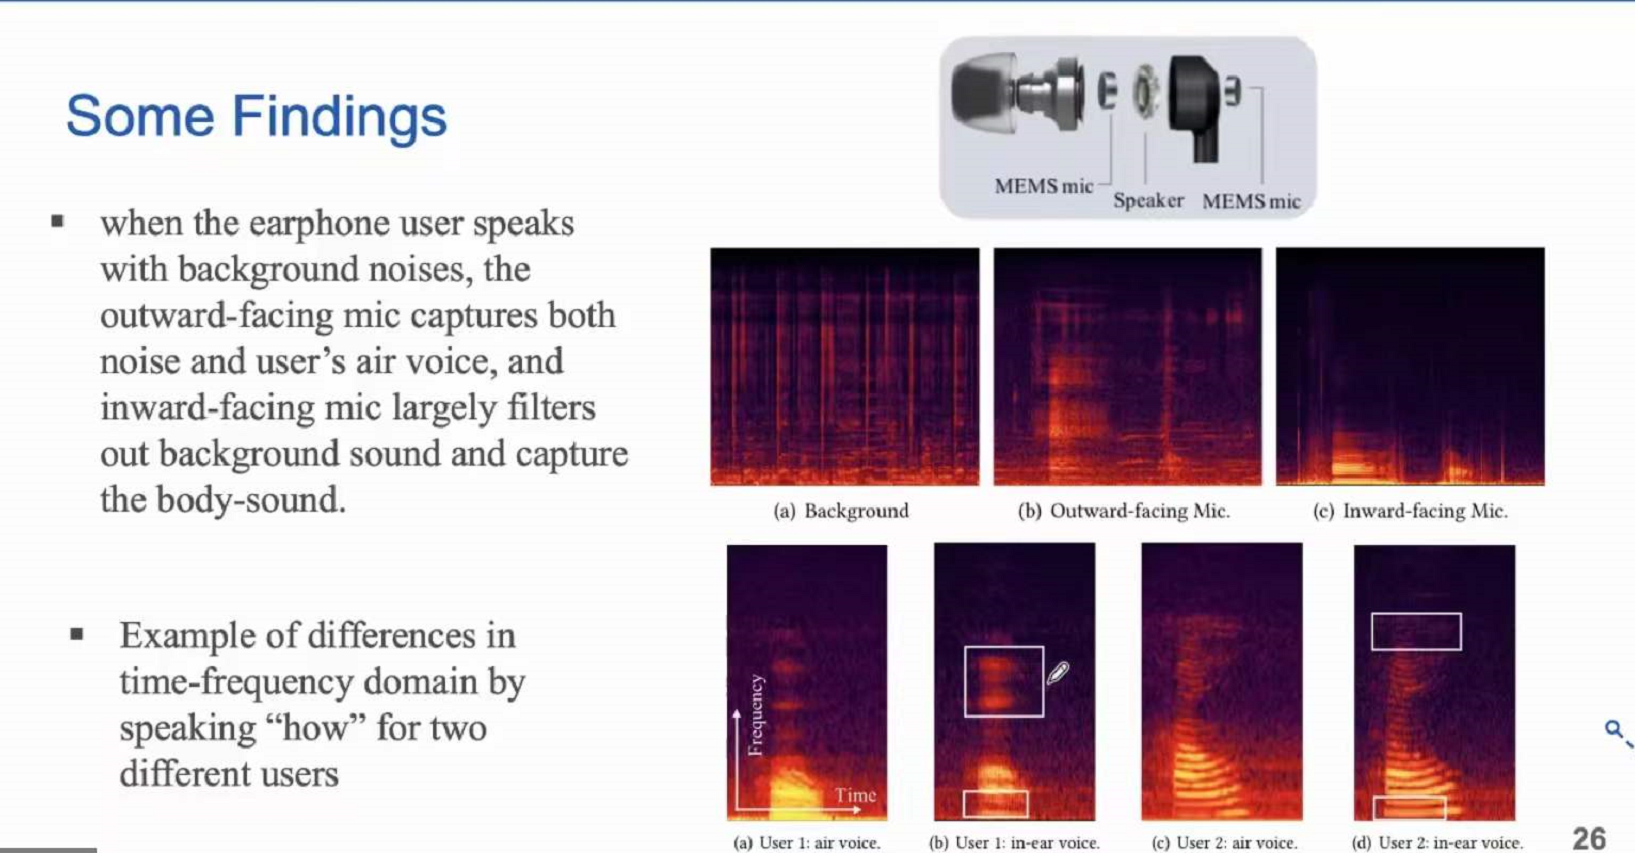 Some Findings
MEMS mic
Speaker
MEMS mic
▪ when the earphone user speaks
with background noises, the
outward-facing mic captures both
noise and user’s air voice, and
inward-facing mic largely filters
out background sound and capture
the body-sound.
(a) Background
(b) Outward-facing Mic.
(c) Inward-facing Mic.
▪ Example of differences in
time-frequency domain by
speaking “how” for two
different users
Frequency
Time
(a) User 1: air voice.
(b) User 1: in-ear voice.
(c) User 2: air voice.
(d) User 2: in-ear voice.
26